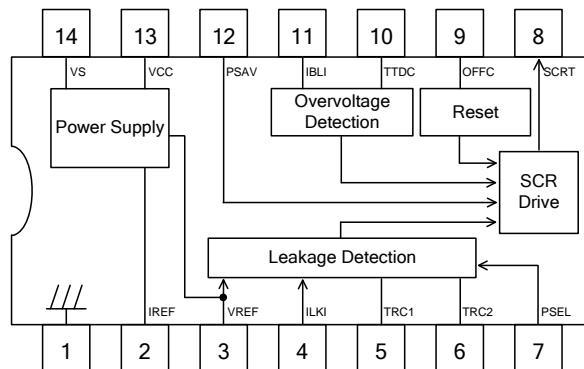 14 13 12 11 10 9 8
VS VCC PSAV IBLI TTDC OFFC SCRT
Power Supply
Overvoltage
Detection
Reset
SCR
Drive
Leakage Detection
IREF VREF ILKI TRC1 TRC2 PSEL
1 2 3 4 5 6 7